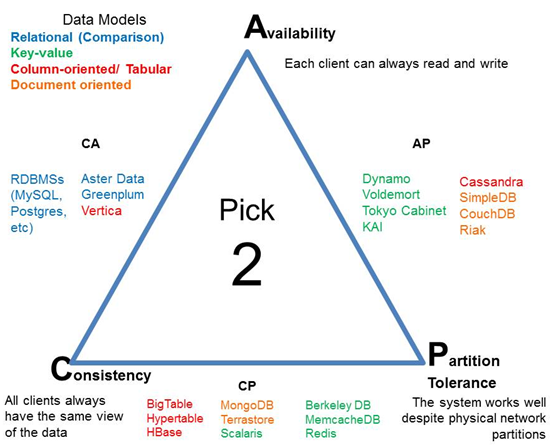 Data Models
Relational (Comparison)
Key-value
Column-oriented/ Tabular
Document oriented
Availability
Each client can always read and write
CA
RDBMSs
(MySQL,
Postgres,
etc)
Aster Data
Greenplum
Vertica
Pick
2
AP
Dynamo
Voldemort
Tokyo Cabinet
KAI
Cassandra
SimpleDB
CouchDB
Riak
Consistency
All clients always
have the same view
of the data
CP
BigTable
Hypertable
HBase
MongoDB
Terrastore
Scalaris
Berkeley DB
MemcacheDB
Redis
Partition
Tolerance
The system works well
despite physical network
partitions